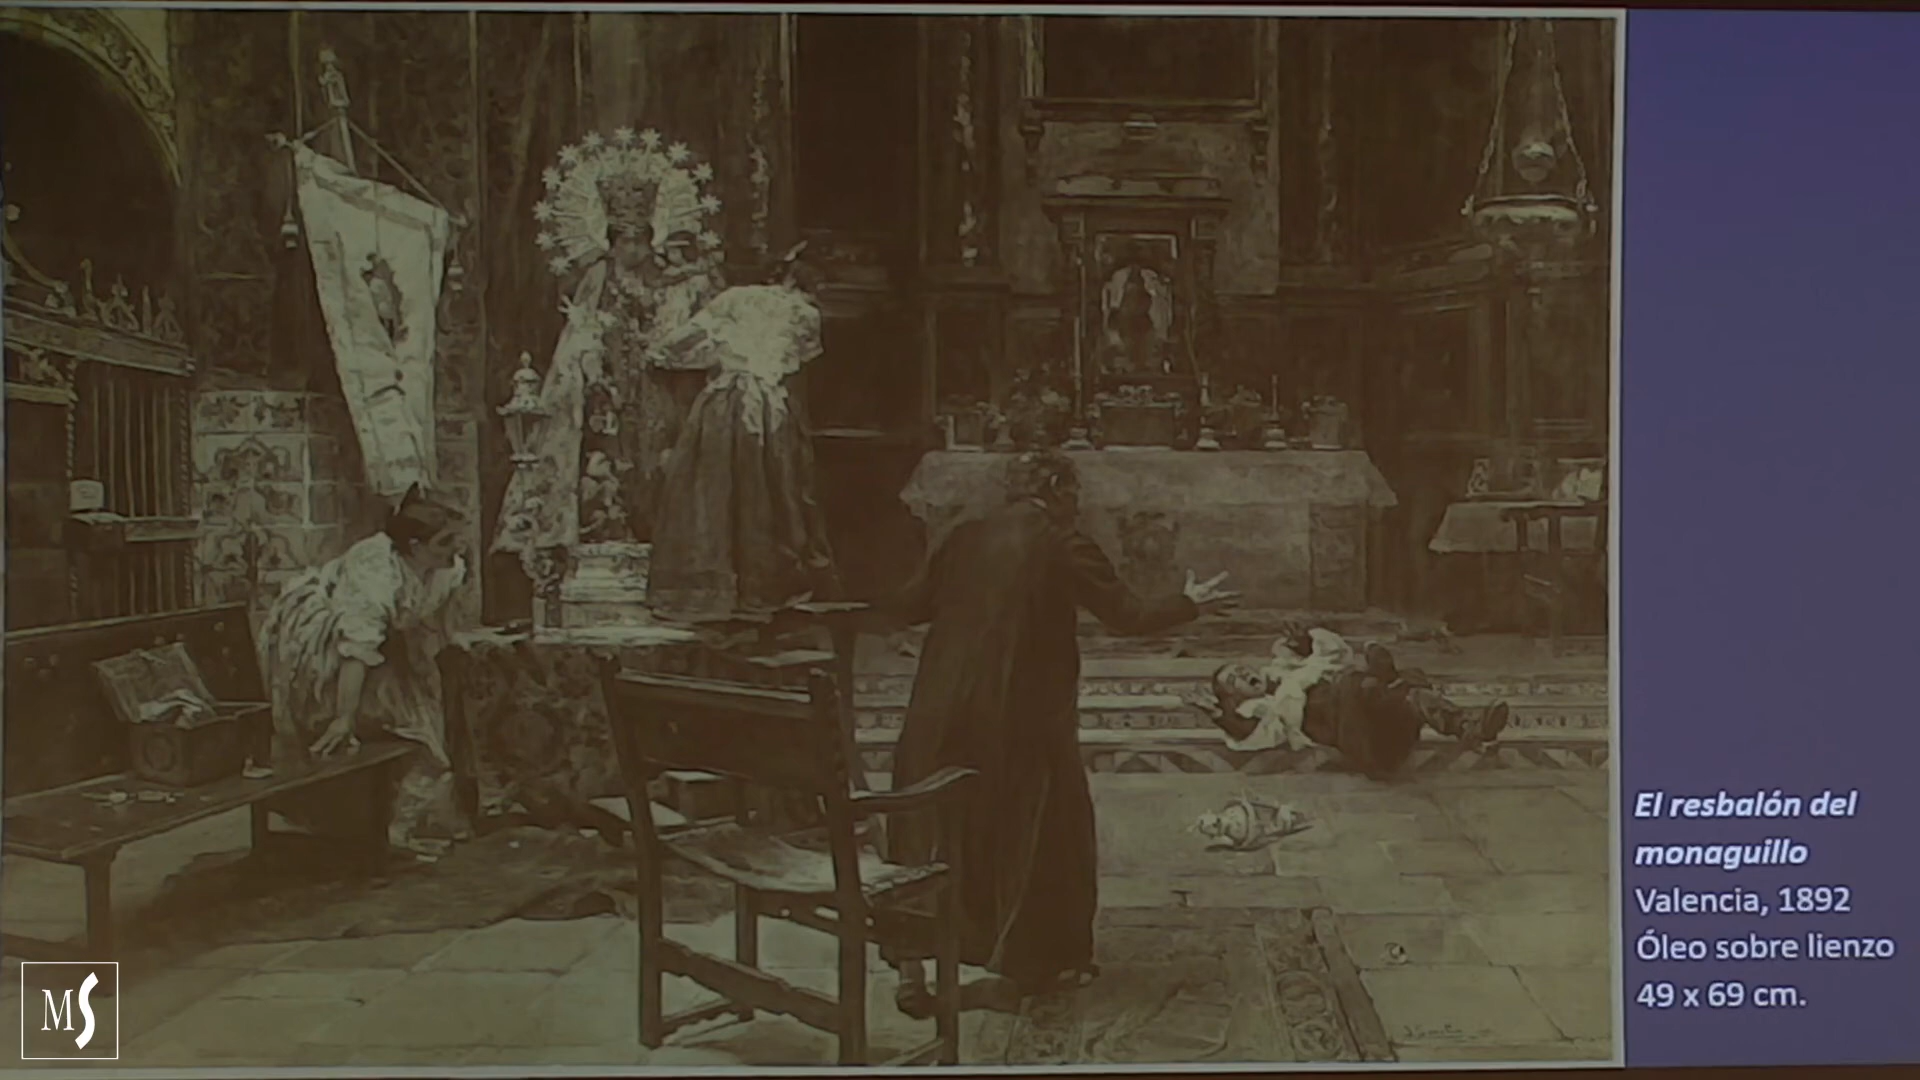 El resbalón del
monaguillo
Valencia, 1892
Óleo sobre lienzo
49 x 69 cm.
MS